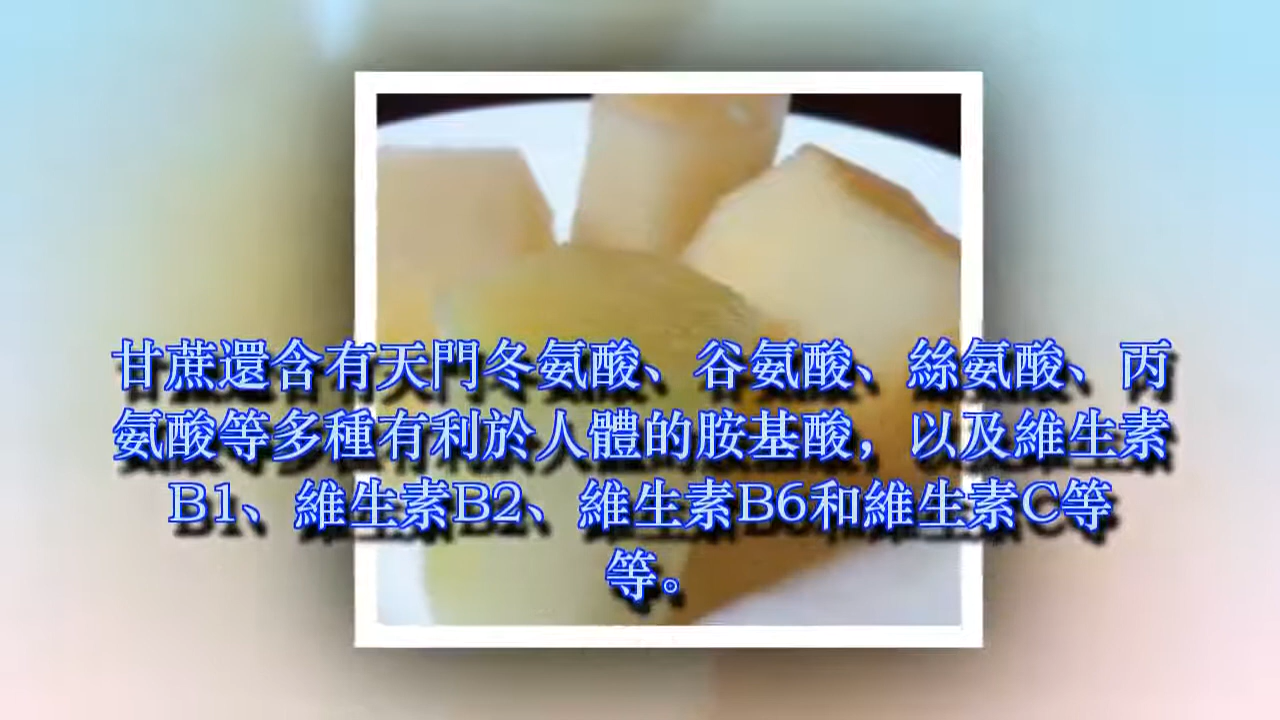 甘蔗還含有天門冬氨酸、谷氨酸、絲氨酸、丙
氨酸等多種有利於人體的胺基酸，以及維生素
B1、維生素B2、維生素B6和維生素C等
等。